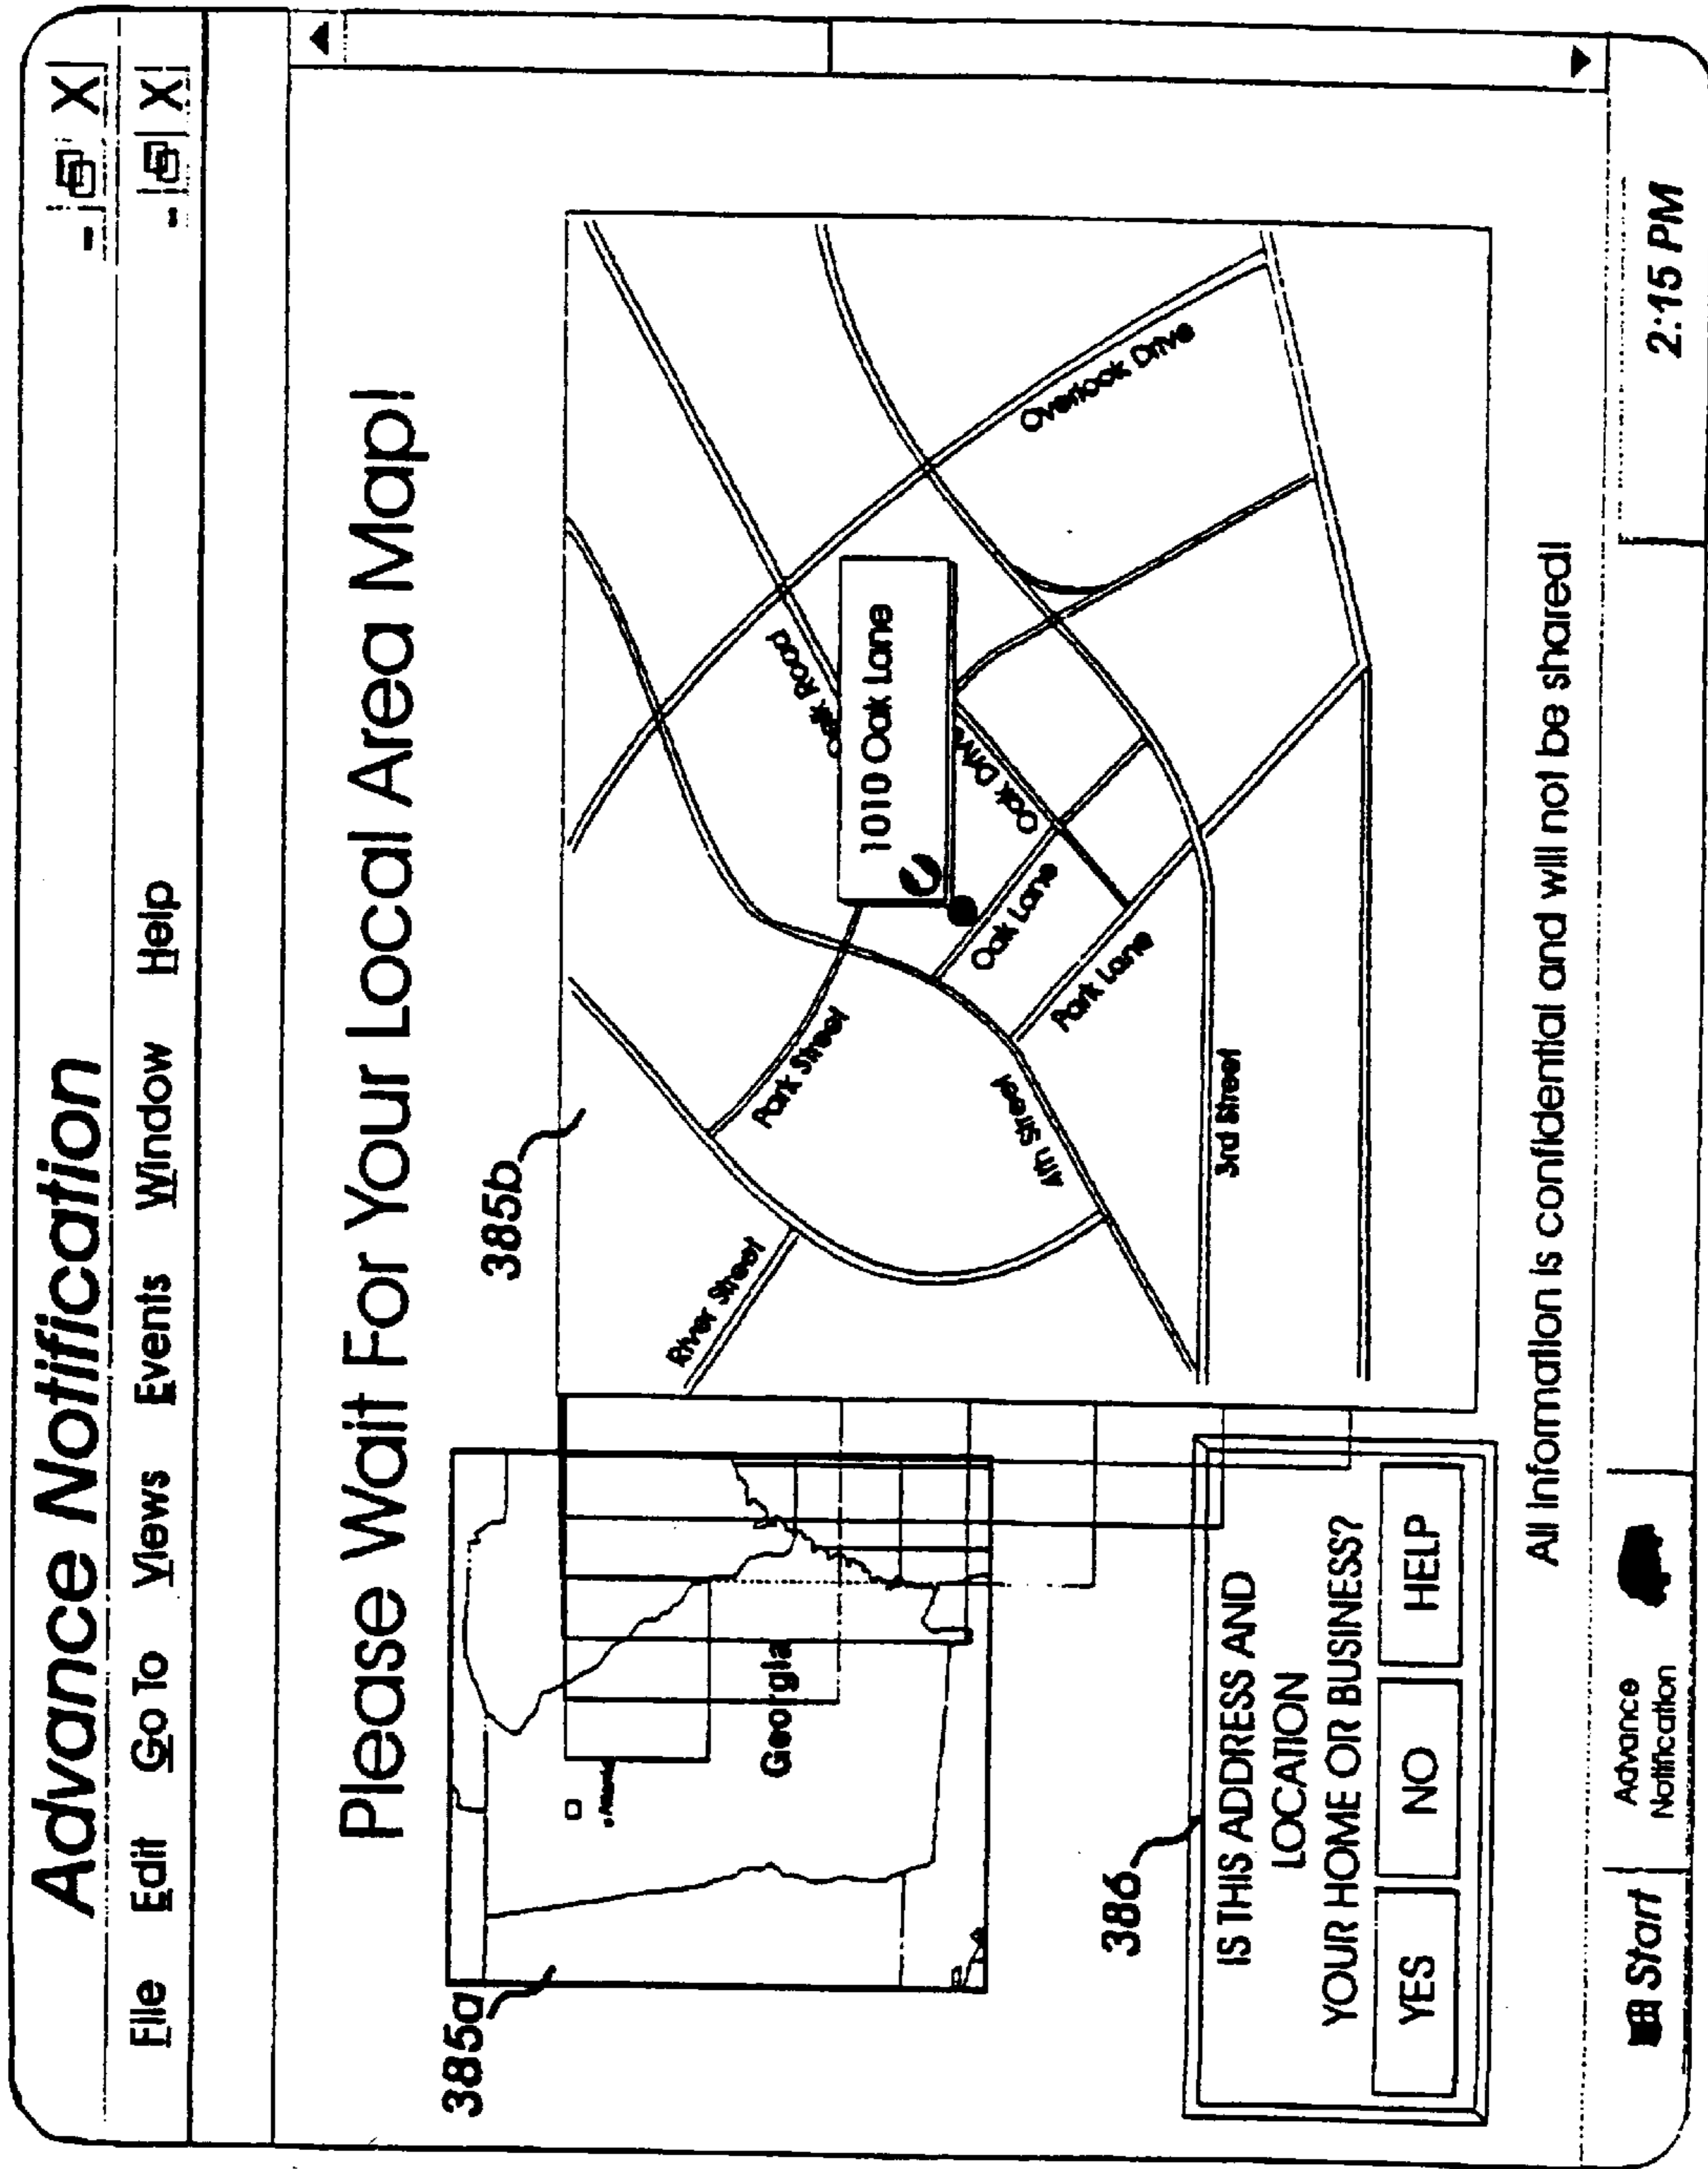 Advance Notification
File Edit Go To Views Events Window Help
Please Wait For Your Local Area Map!
385a
385b
Georgia
River Street
Park Street
4th Street
3rd Street
Park Lane
Oak Lane
Oak Drive
Oak Road
1010 Oak Lane
Overlook Drive
386
IS THIS ADDRESS AND
LOCATION
YOUR HOME OR BUSINESS?
YES NO HELP
All Information is confidential and will not be shared!
Start
Advance
Notification
2:15 PM